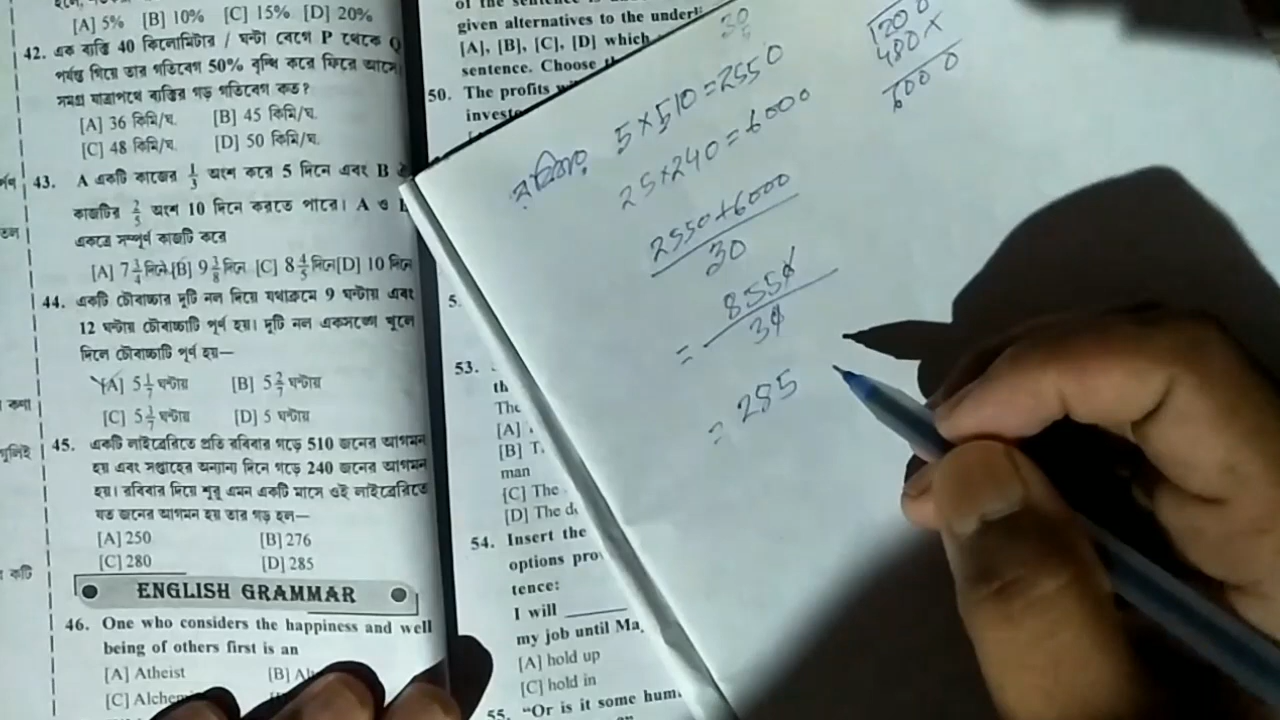 [A] 5% [B] 10% [C] 15% [D] 20%
42. এক ব্যক্তি 40 কিলোমিটার / ঘন্টা বেগে P থেকে Q
পর্যন্ত গিয়ে তার গতিবেগ 50% বৃদ্ধি করে ফিরে আসে।
সমগ্র যাত্রাপথে ব্যক্তির গড় গতিবেগ কত?
[A] 36 কিমি/ঘ. [B] 45 কিমি/ঘ.
[C] 48 কিমি/ঘ. [D] 50 কিমি/ঘ.
43. A একটি কাজের 1/3 অংশ করে 5 দিনে এবং B
কাজটির 2/5 অংশ 10 দিনে করতে পারে। A ও
একত্রে সম্পূর্ণ কাজটি করে
[A] 7 3/4 দিনে [B] 9 3/8 দিনে [C] 8 4/5 দিনে [D] 10 দিনে
44. একটি চৌবাচ্চার দুটি নল দিয়ে যথাক্রমে 9 ঘন্টায় এবং
12 ঘন্টায় চৌবাচ্চাটি পূর্ণ হয়। দুটি নল একসঙ্গে খুলে
দিলে চৌবাচ্চাটি পূর্ণ হয়—
[A] 5 1/7 ঘন্টায় [B] 5 2/7 ঘন্টায়
[C] 5 3/7 ঘন্টায় [D] 5 ঘন্টায়
45. একটি লাইব্রেরিতে প্রতি রবিবার গড়ে 510 জনের আগমন
হয় এবং সপ্তাহের অন্যান্য দিনে গড়ে 240 জনের আগমন
হয়। রবিবার দিয়ে শুরু এমন একটি মাসে ওই লাইব্রেরিতে
যত জনের আগমন হয় তার গড় হল—
[A] 250 [B] 276
[C] 280 [D] 285
ENGLISH GRAMMAR
46. One who considers the happiness and well
being of others first is an
[A] Atheist [B]
[C]
given alternatives to the
[A], [B], [C], [D] which
sentence. Choose
50. The profits
53.
The
[A]
[B]
man
[C] The
[D] The
54. Insert the
options
tence:
I will ______
my job until
[A] hold up
[C] hold in
55. "Or is it some
30
রবিবার 5×510=2550
25×240=6000
2550+6000
30
= 8550
30
= 285
1200
480×
6000